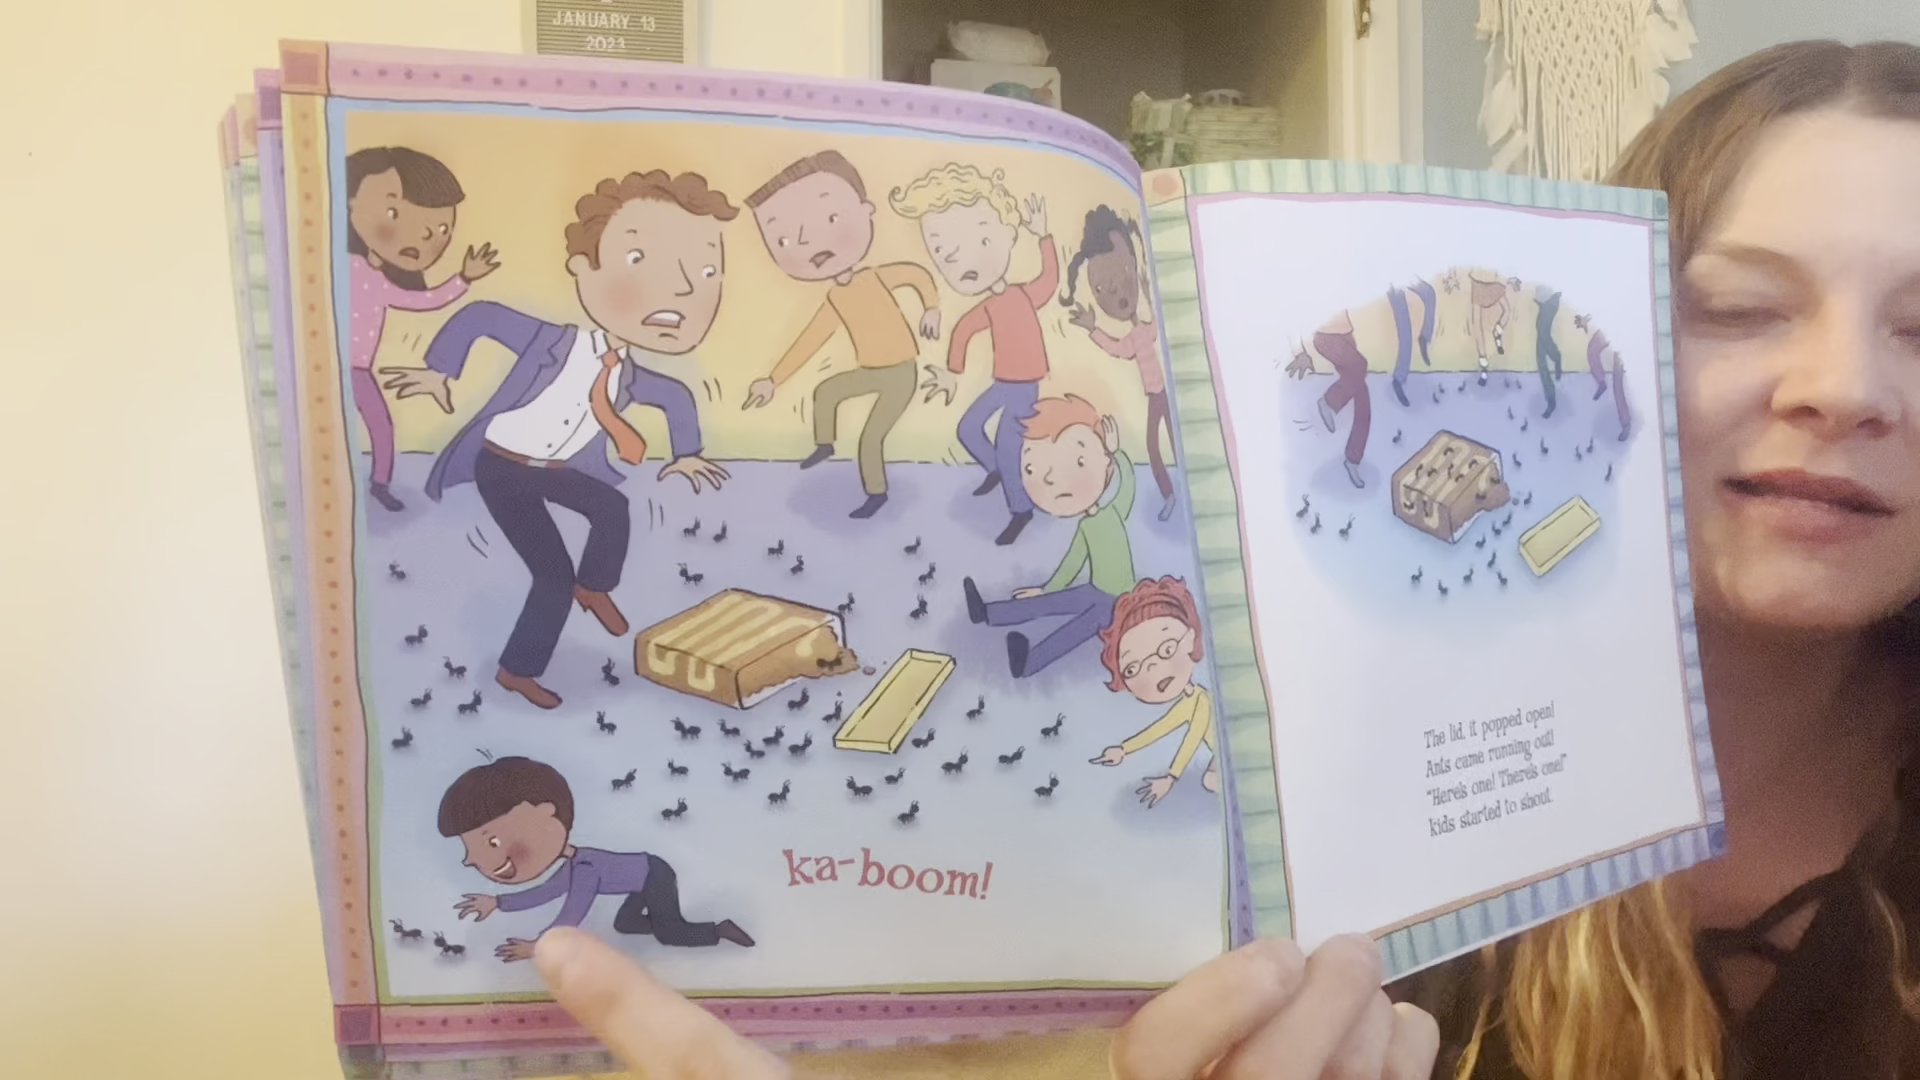 JANUARY 13
2021
ka-boom!
The lid, it popped open!
Ants came running out!
"Here's one! There's one!"
kids started to shout.